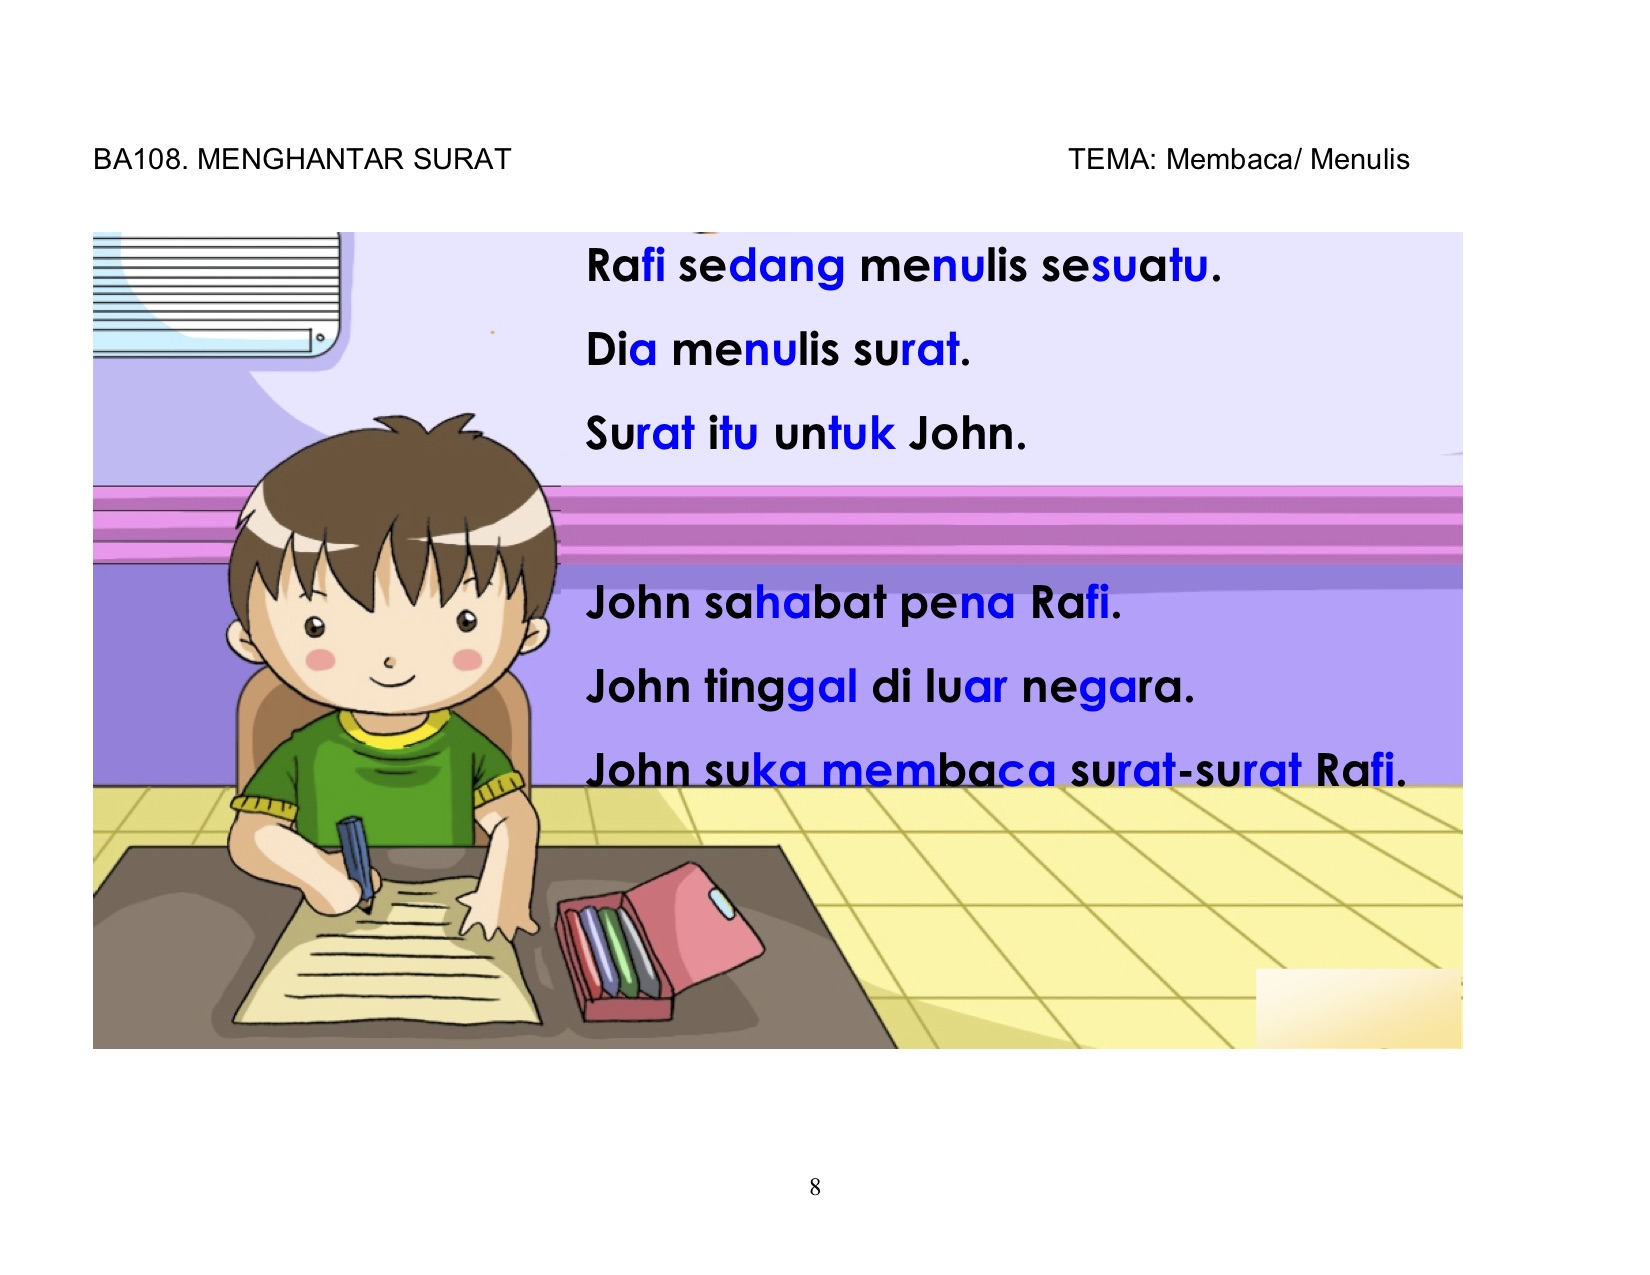 BA108. MENGHANTAR SURAT
TEMA: Membaca/ Menulis
Rafi sedang menulis sesuatu.
Dia menulis surat.
Surat itu untuk John.
John sahabat pena Rafi.
John tinggal di luar negara.
John suka membaca surat-surat Rafi.
8